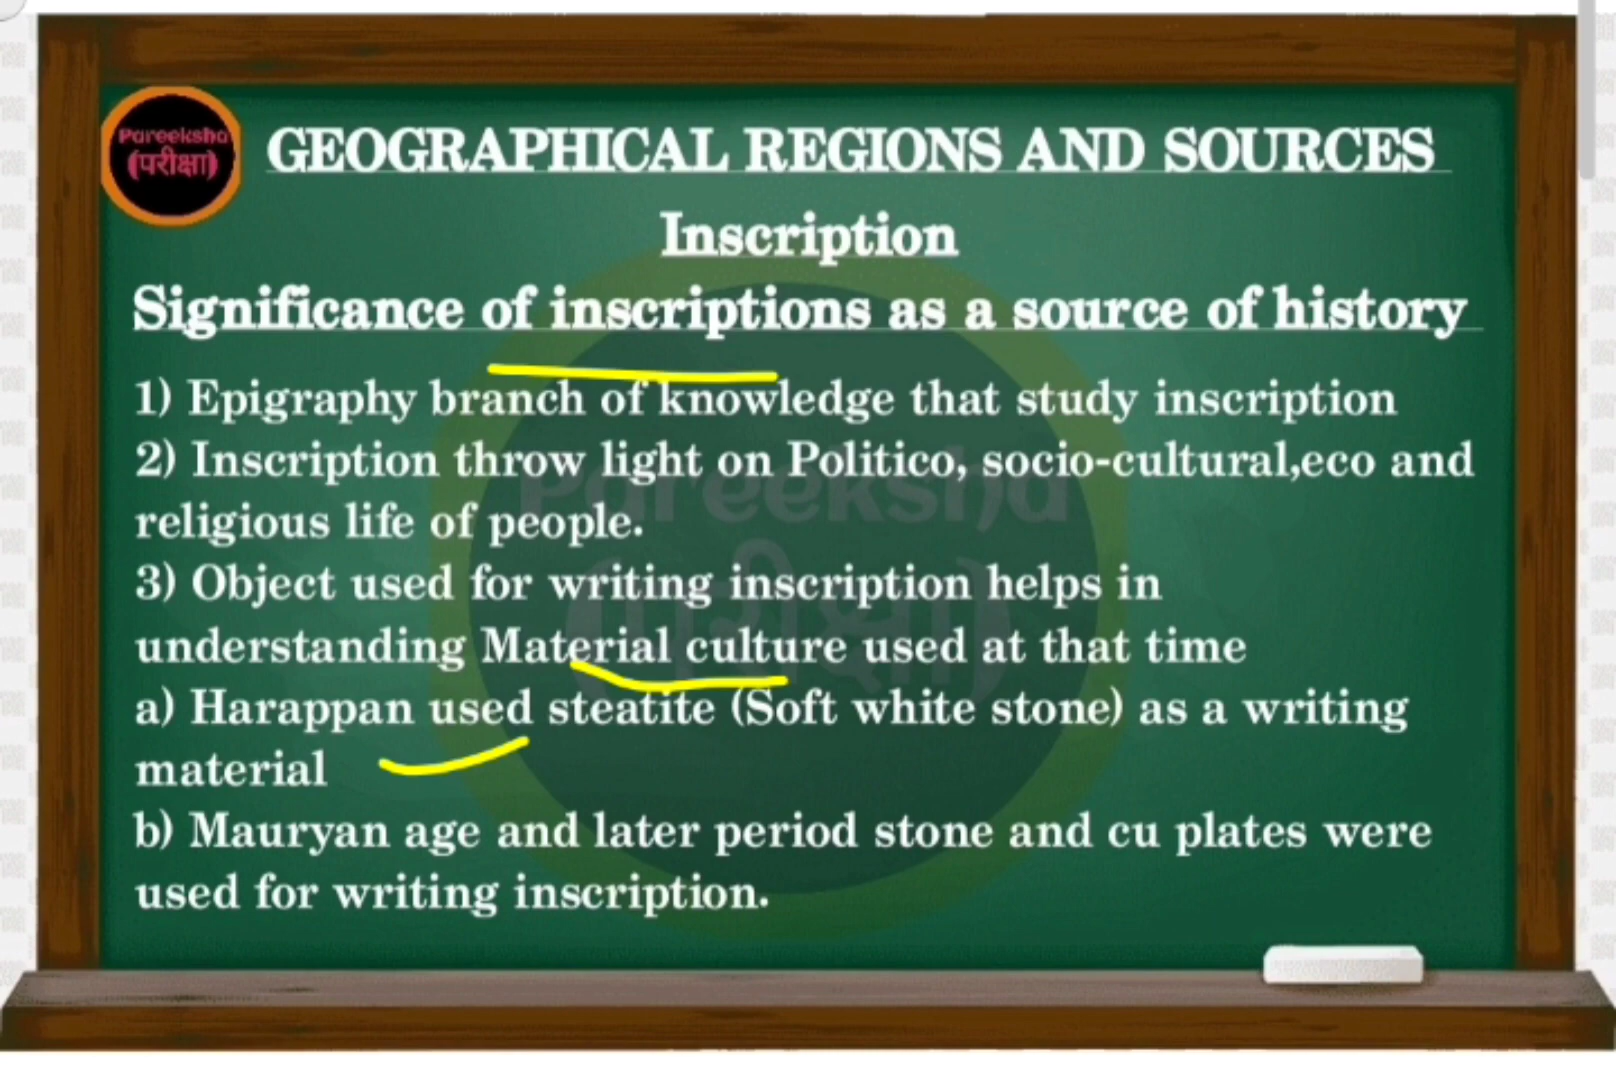 Pareeksha
(परीक्षा)
GEOGRAPHICAL REGIONS AND SOURCES
Inscription
Significance of inscriptions as a source of history
1) Epigraphy branch of knowledge that study inscription
2) Inscription throw light on Politico, socio-cultural,eco and
religious life of people.
3) Object used for writing inscription helps in
understanding Material culture used at that time
a) Harappan used steatite (Soft white stone) as a writing
material
b) Mauryan age and later period stone and cu plates were
used for writing inscription.
Pareeksha
(परीक्षा)